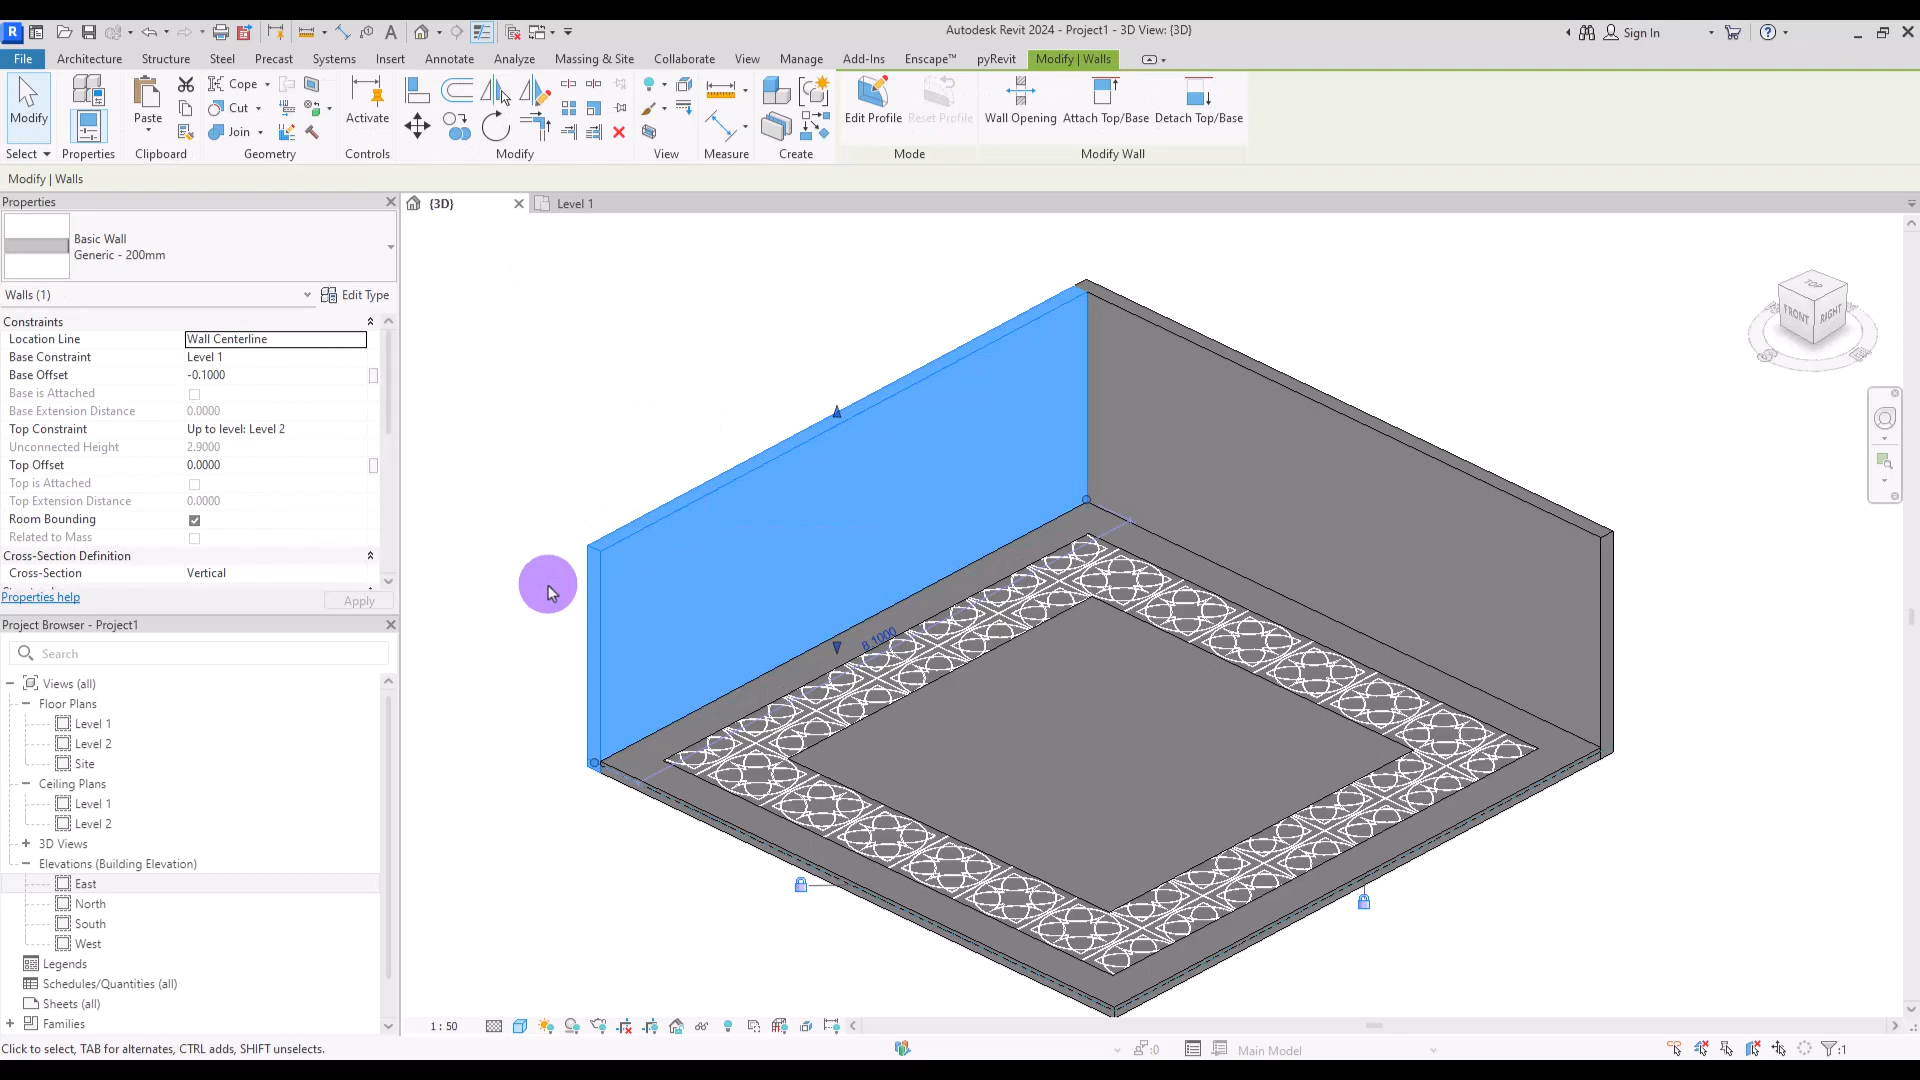 Autodesk Revit 2024 - Project1 - 3D View: {3D}
Sign In
File Architecture Structure Steel Precast Systems Insert Annotate Analyze Massing & Site Collaborate View Manage Add-Ins Enscape™ pyRevit Modify | Walls
Cope
Cut
Join
Modify
Paste
Activate
Edit Profile Reset Profile
Wall Opening Attach Top/Base Detach Top/Base
Select Properties Clipboard Geometry Controls Modify View Measure Create Mode Modify Wall
Modify | Walls
Properties
{3D}
Level 1
Basic Wall
Generic - 200mm
Walls (1)
Edit Type
Constraints
Location Line Wall Centerline
Base Constraint Level 1
Base Offset -0.1000
Base is Attached
Base Extension Distance 0.0000
Top Constraint Up to level: Level 2
Unconnected Height 2.9000
Top Offset 0.0000
Top is Attached
Top Extension Distance 0.0000
Room Bounding
Related to Mass
Cross-Section Definition
Cross-Section Vertical
Properties help
Apply
Project Browser - Project1
Search
Views (all)
Floor Plans
Level 1
Level 2
Site
Ceiling Plans
Level 1
Level 2
3D Views
Elevations (Building Elevation)
East
North
South
West
Legends
Schedules/Quantities (all)
Sheets (all)
Families
TOP
FRONT
RIGHT
8.1000
1 : 50
Click to select, TAB for alternates, CTRL adds, SHIFT unselects.
:0
Main Model
:1